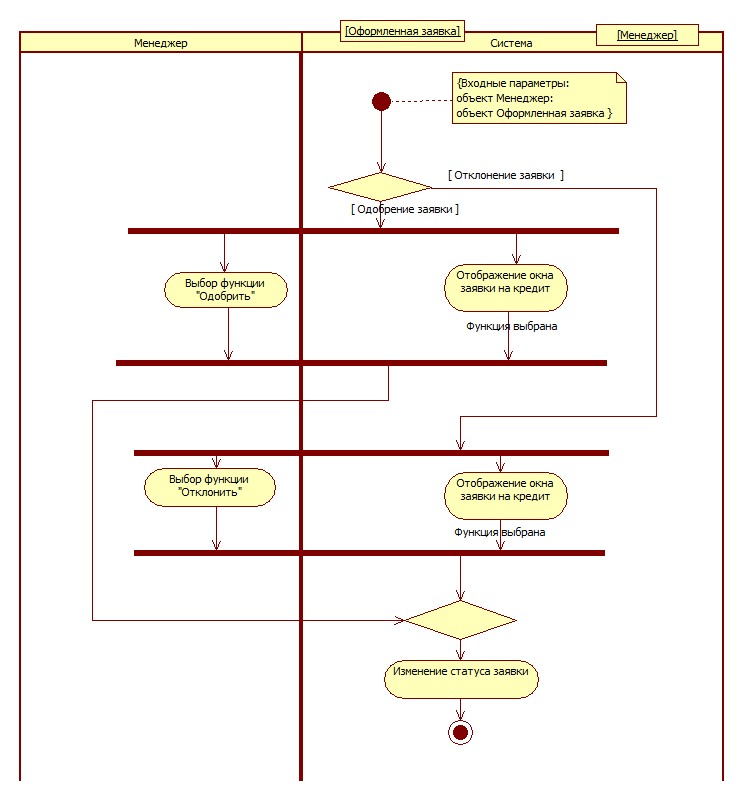 [Оформленная заявка]
[Менеджер]
Менеджер
Система
{Входные параметры:
объект Менеджер:
объект Оформленная заявка }
[ Отклонение заявки ]
[ Одобрение заявки ]
Выбор функции
"Одобрить"
Отображение окна
заявки на кредит
Функция выбрана
Выбор функции
"Отклонить"
Отображение окна
заявки на кредит
Функция выбрана
Изменение статуса заявки